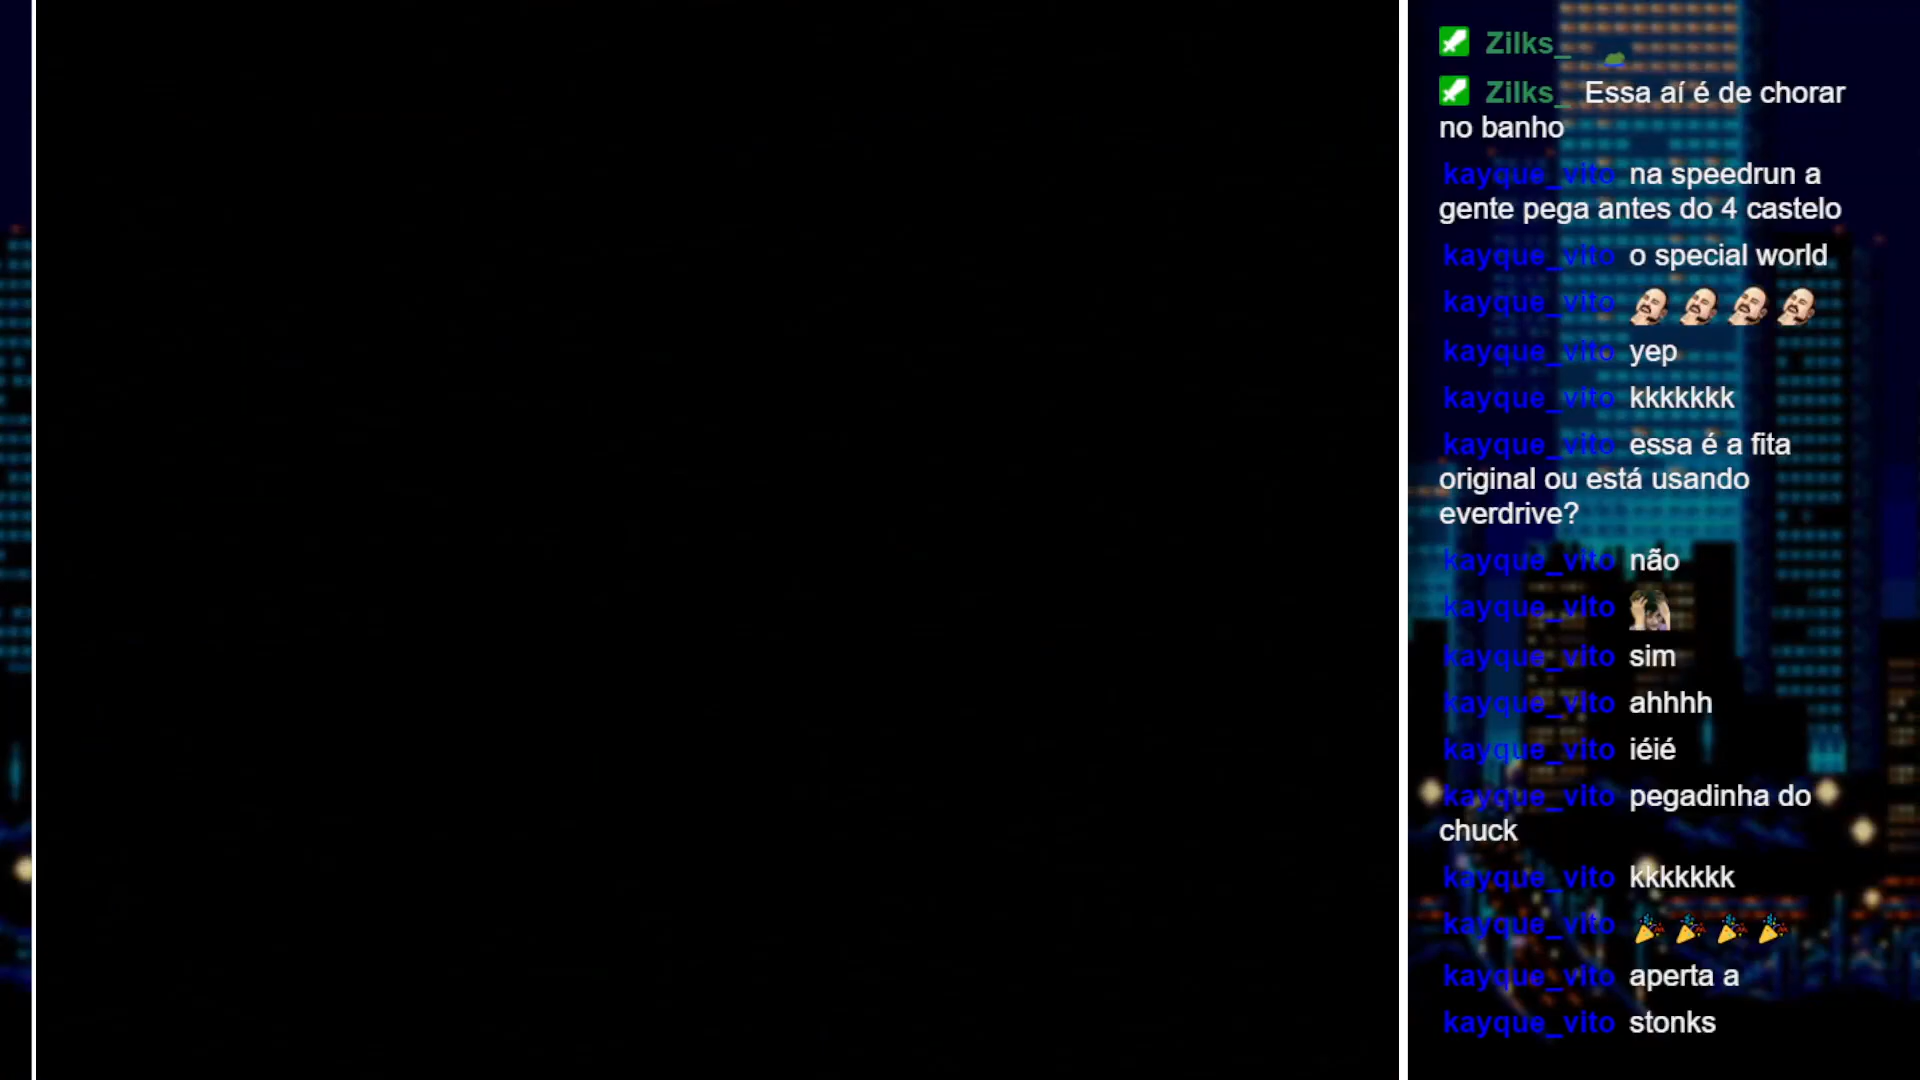 Zilks_
Zilks_ Essa aí é de chorar
no banho
kayque_vito na speedrun a
gente pega antes do 4 castelo
kayque_vito o special world
kayque_vito
kayque_vito yep
kayque_vito kkkkkkk
kayque_vito essa é a fita
original ou está usando
everdrive?
kayque_vito não
kayque_vito
kayque_vito sim
kayque_vito ahhhh
kayque_vito iéié
kayque_vito pegadinha do
chuck
kayque_vito kkkkkkk
kayque_vito 🎉 🎉 🎉 🎉
kayque_vito aperta a
kayque_vito stonks